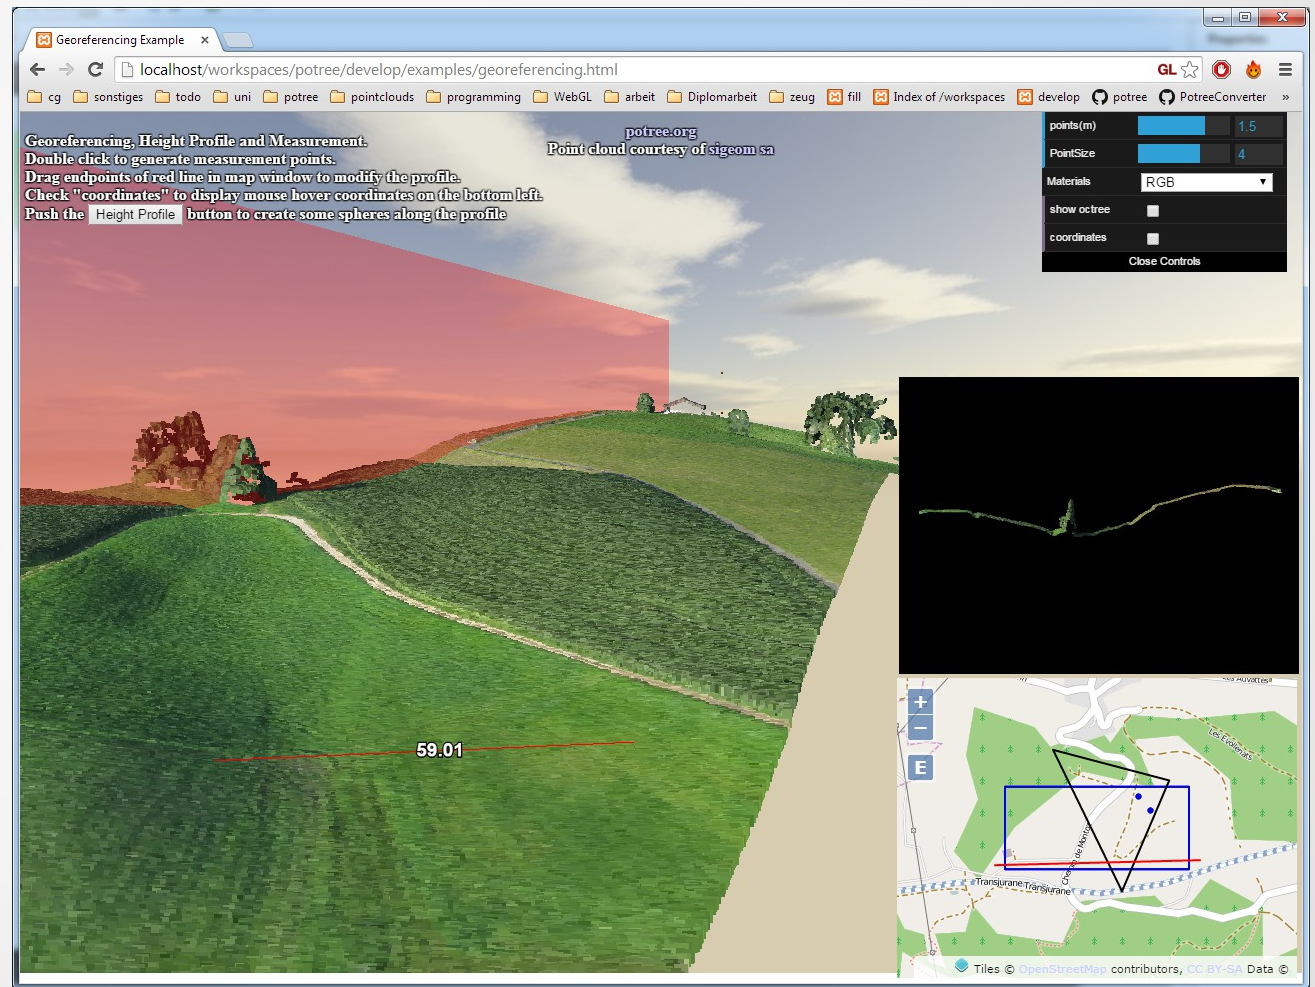 Georeferencing Example
localhost/workspaces/potree/develop/examples/georeferencing.html
GL
cg sonstiges todo uni potree pointclouds programming WebGL arbeit Diplomarbeit zeug fill Index of /workspaces develop potree PotreeConverter »
Georeferencing, Height Profile and Measurement.
Double click to generate measurement points.
Drag endpoints of red line in map window to modify the profile.
Check "coordinates" to display mouse hover coordinates on the bottom left.
Push the Height Profile button to create some spheres along the profile
potree.org
Point cloud courtesy of sigeom sa
points(m) 1.5
PointSize 4
Materials RGB
show octree
coordinates
Close Controls
59.01
+
−
E
Les Auvattes
Les Evollerats
Transjurane Transjurane
Tiles © OpenStreetMap contributors, CC BY-SA Data ©